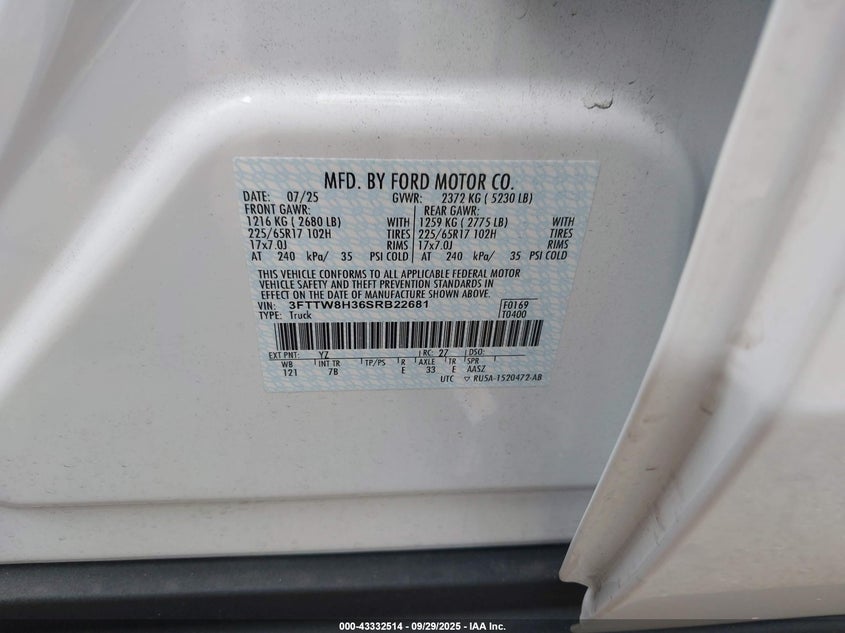 MFD. BY FORD MOTOR CO.
DATE: 07/25 GVWR: 2372 KG ( 5230 LB)
FRONT GAWR: REAR GAWR:
1216 KG ( 2680 LB) WITH 1259 KG ( 2775 LB) WITH
225/65R17 102H TIRES 225/65R17 102H TIRES
17x7.0J RIMS 17x7.0J RIMS
AT 240 kPa/ 35 PSI COLD AT 240 kPa/ 35 PSI COLD
THIS VEHICLE CONFORMS TO ALL APPLICABLE FEDERAL MOTOR
VEHICLE SAFETY AND THEFT PREVENTION STANDARDS IN
EFFECT ON THE DATE OF MANUFACTURE SHOWN ABOVE.
VIN: 3FTTW8H36SRB22681 F0169
TYPE: Truck T0400
EXT PNT: YZ RC: 27 DSO:
WB INT TR TP/PS R AXLE TR SPR
121 7B E 33 E AASZ
UTC ▽ RU5A-1520472-AB
000-43332514 - 09/29/2025 - IAA Inc.